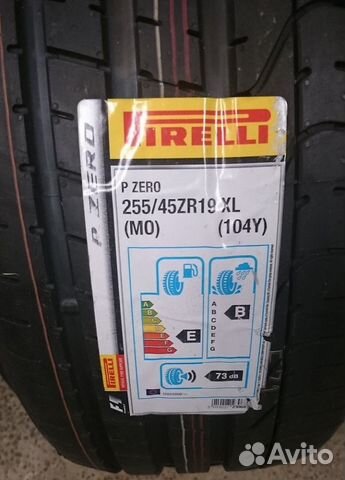 PIRELLI
P ZERO
P ZERO
255/45ZR19 XL
(MO) (104Y)
A
B
C
D
E
F
G
E
A
B
C
D
E
F
G
B
73 dB
PIRELLI
Avito